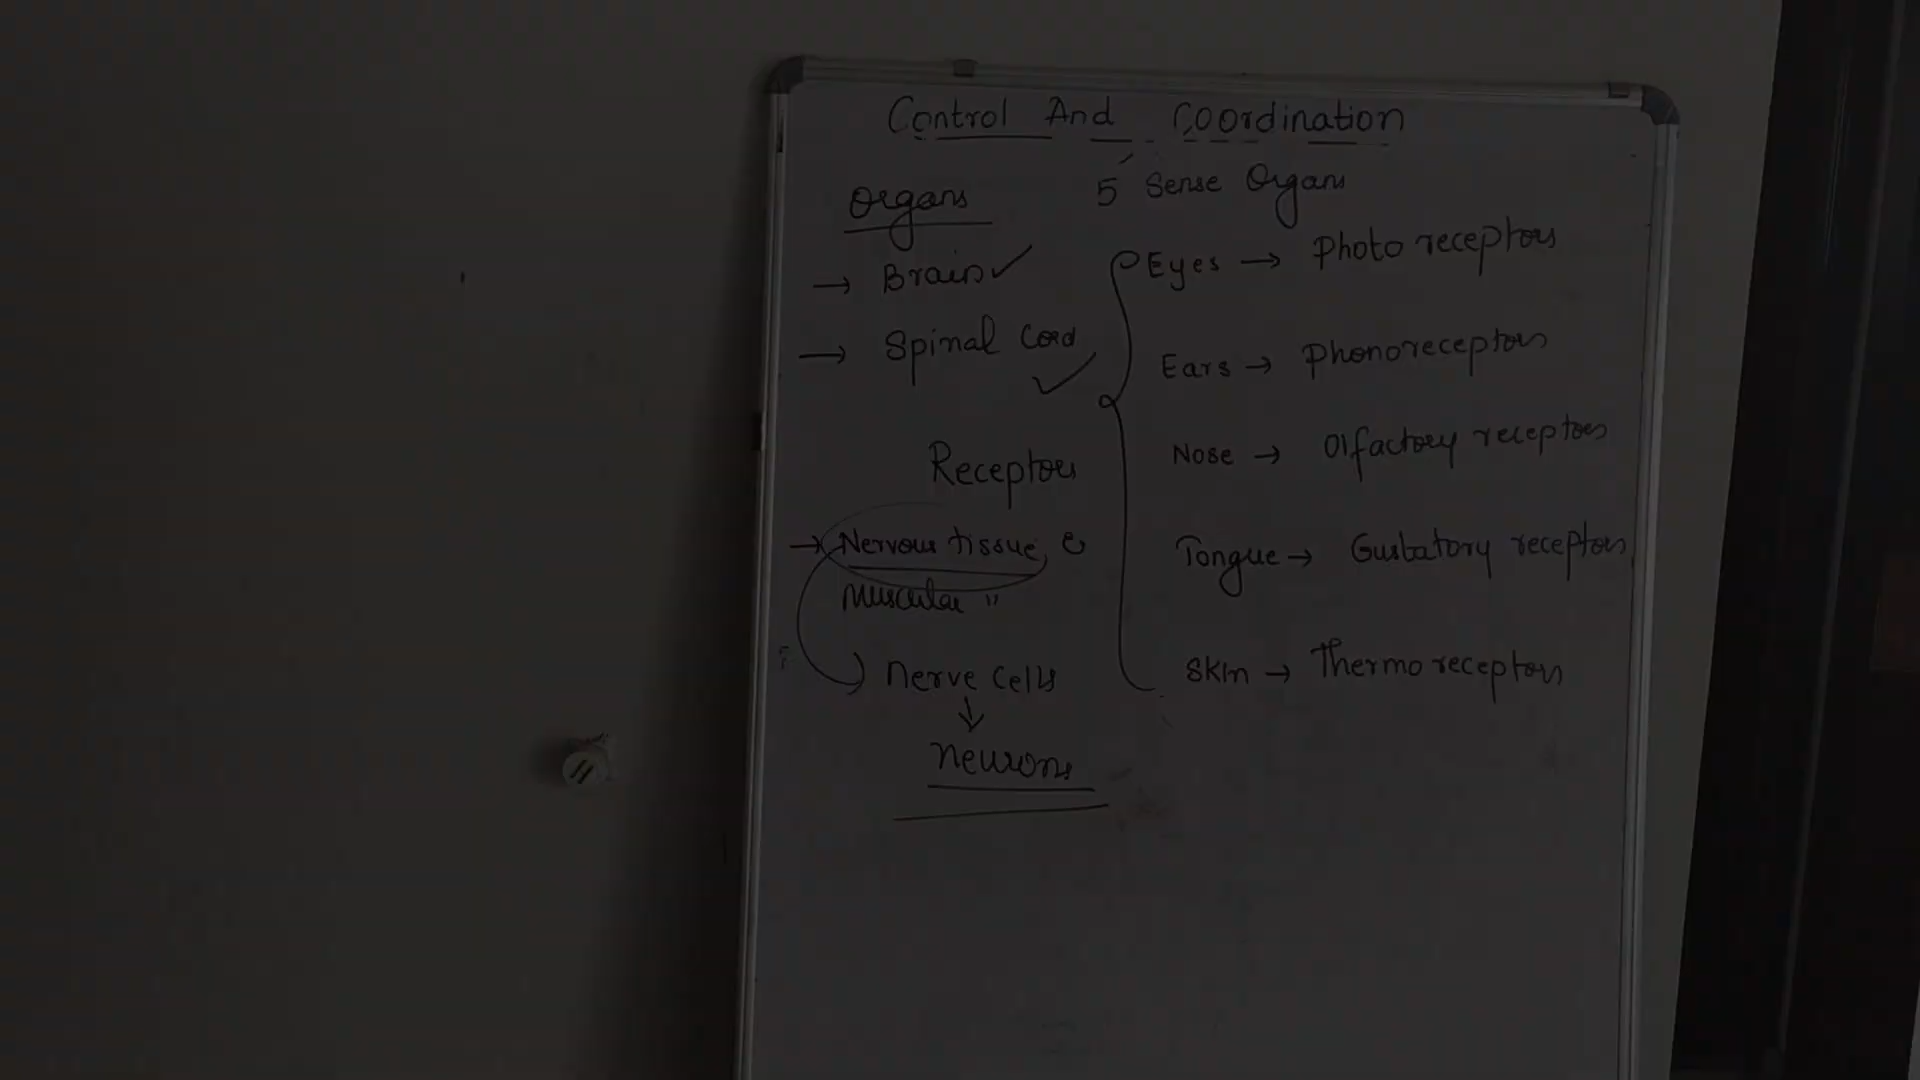 Control And Coordination
Organs
→ Brain ✓
→ Spinal Cord ✓
Receptors
→ Nervous tissue, &
Muscular "
Nerve Cells
↓
Neurons
5 Sense Organs
Eyes → Photo receptors
Ears → Phonoreceptors
Nose → Olfactory receptors
Tongue → Gustatory receptors
Skin → Thermo receptors